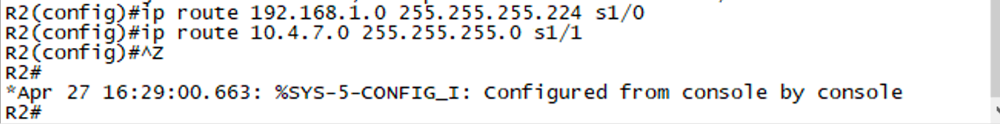 R2(config)#ip route 192.168.1.0 255.255.255.224 s1/0
R2(config)#ip route 10.4.7.0 255.255.255.0 s1/1
R2(config)#^Z
R2#
*Apr 27 16:29:00.663: %SYS-5-CONFIG_I: Configured from console by console
R2#